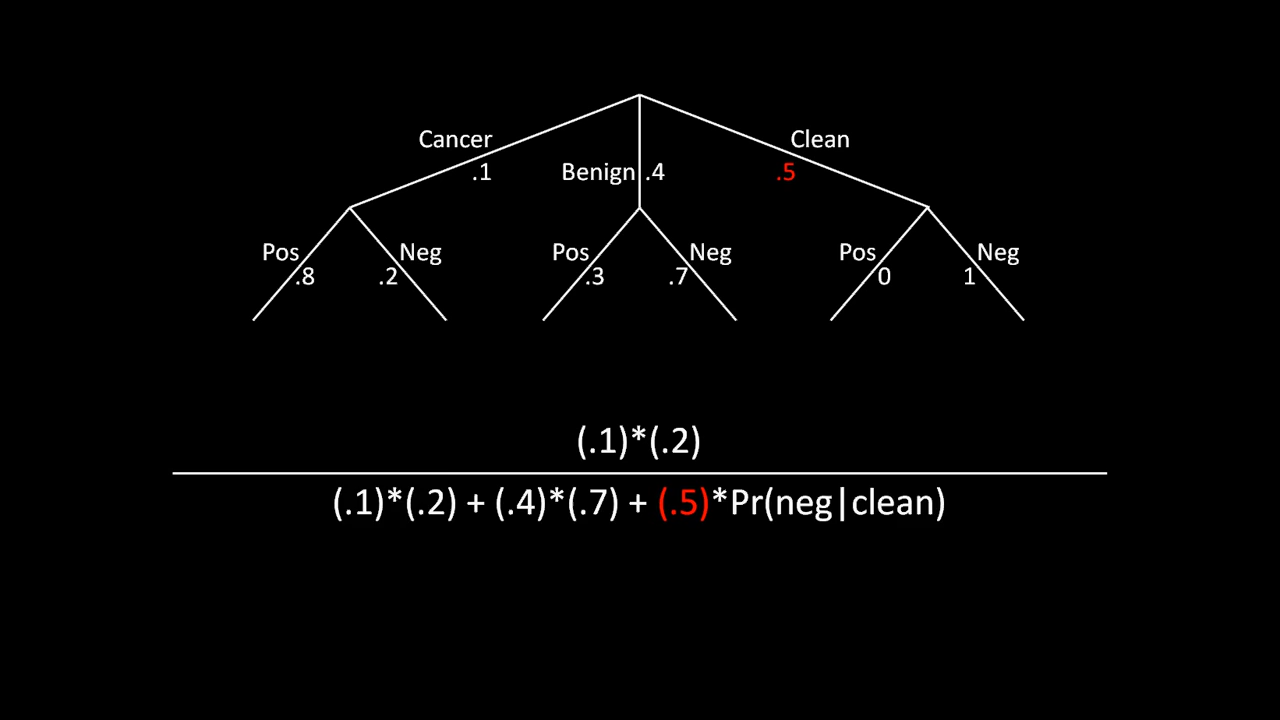 Cancer Clean
.1 Benign .4 .5
Pos Neg Pos Neg Pos Neg
.8 .2 .3 .7 0 1
(.1)*(.2)
(.1)*(.2) + (.4)*(.7) + (.5)*Pr(neg|clean)